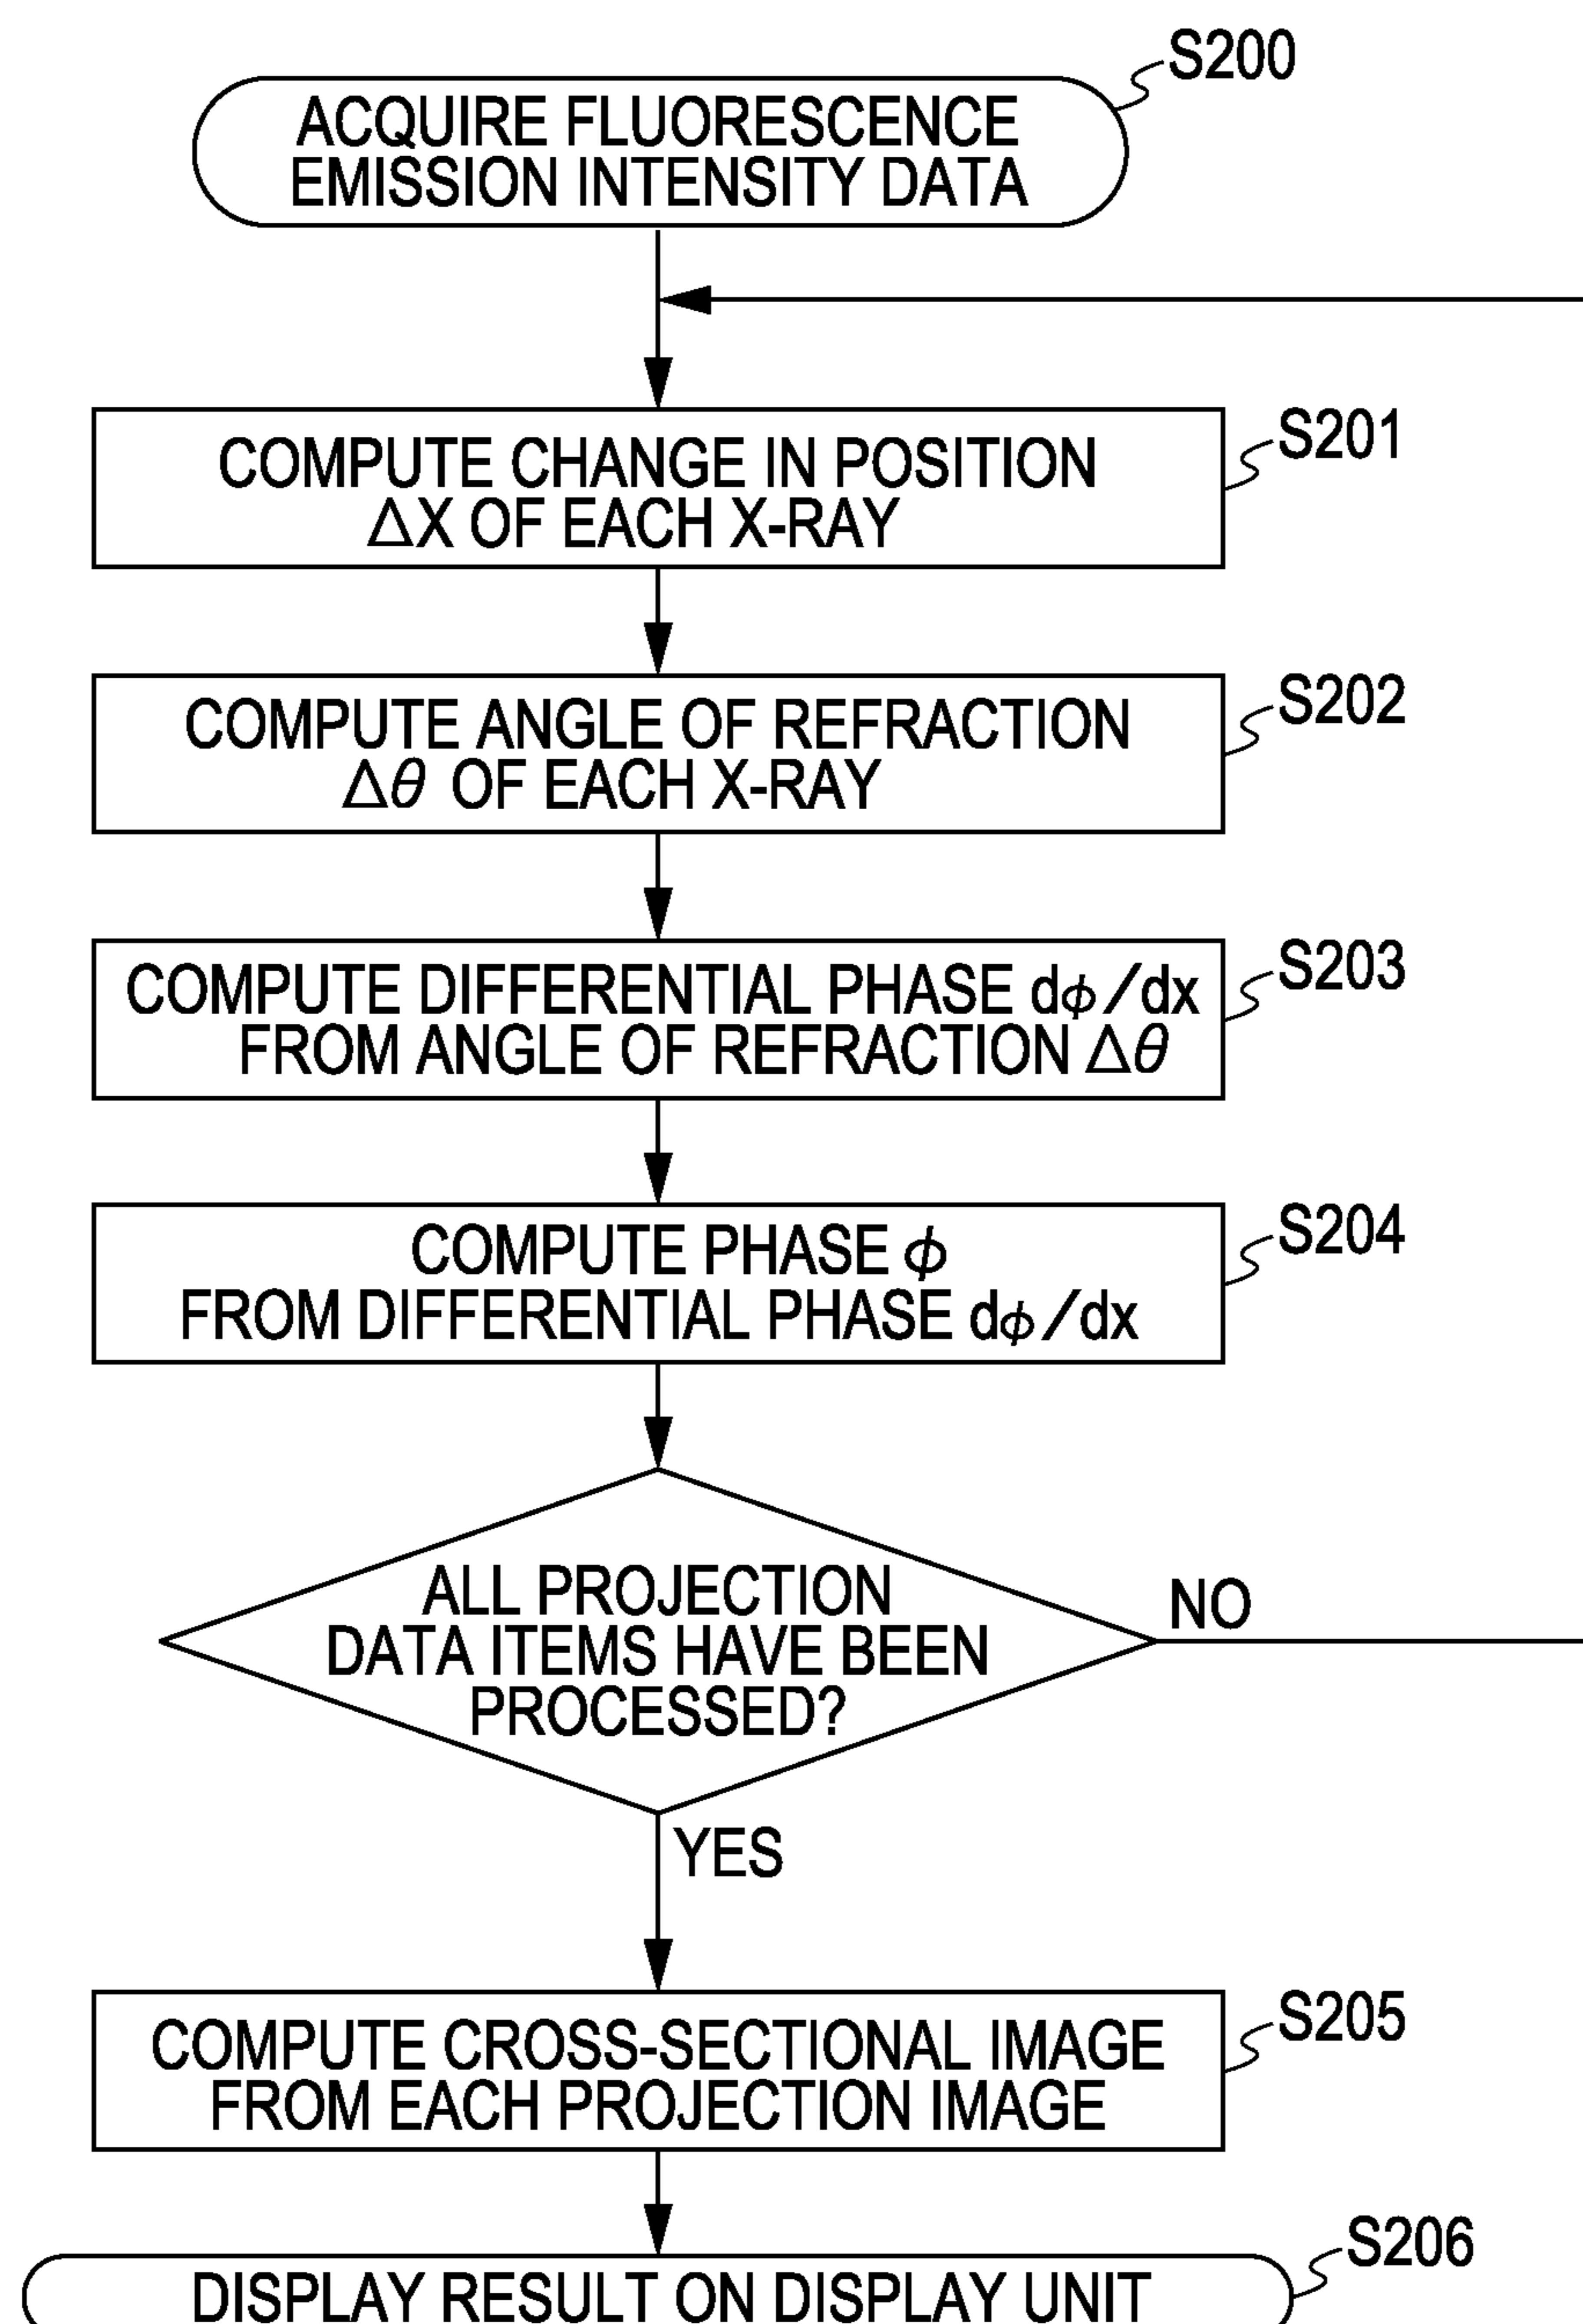 S200
ACQUIRE FLUORESCENCE
EMISSION INTENSITY DATA
S201
COMPUTE CHANGE IN POSITION
ΔX OF EACH X-RAY
S202
COMPUTE ANGLE OF REFRACTION
Δθ OF EACH X-RAY
S203
COMPUTE DIFFERENTIAL PHASE dϕ/dx
FROM ANGLE OF REFRACTION Δθ
S204
COMPUTE PHASE ϕ
FROM DIFFERENTIAL PHASE dϕ/dx
ALL PROJECTION
DATA ITEMS HAVE BEEN
PROCESSED?
NO
YES
S205
COMPUTE CROSS-SECTIONAL IMAGE
FROM EACH PROJECTION IMAGE
S206
DISPLAY RESULT ON DISPLAY UNIT